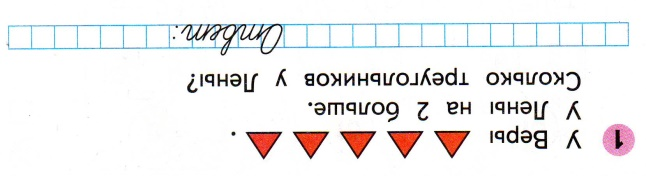 1 У Веры .
У Лены на 2 больше.
Сколько треугольников у Лены?
Ответ: